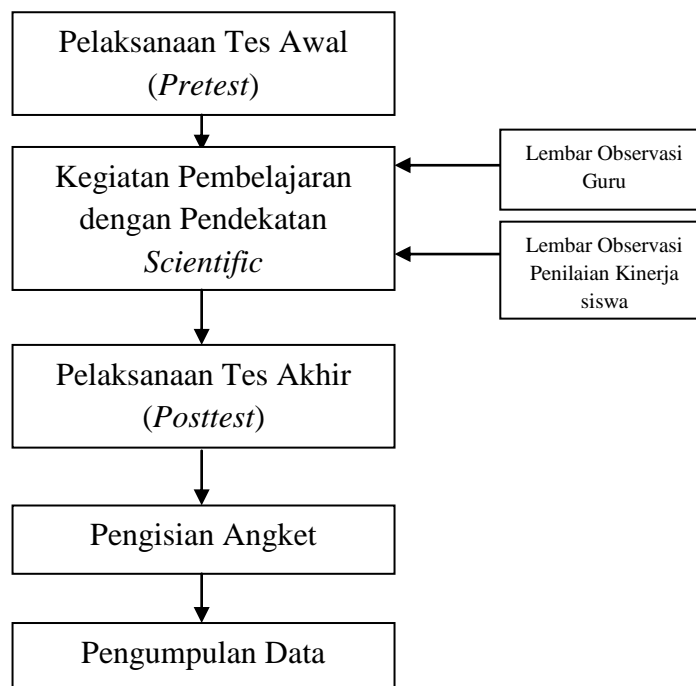 Pelaksanaan Tes Awal
(Pretest)
Kegiatan Pembelajaran
dengan Pendekatan
Scientific
Lembar Observasi
Guru
Lembar Observasi
Penilaian Kinerja
siswa
Pelaksanaan Tes Akhir
(Posttest)
Pengisian Angket
Pengumpulan Data